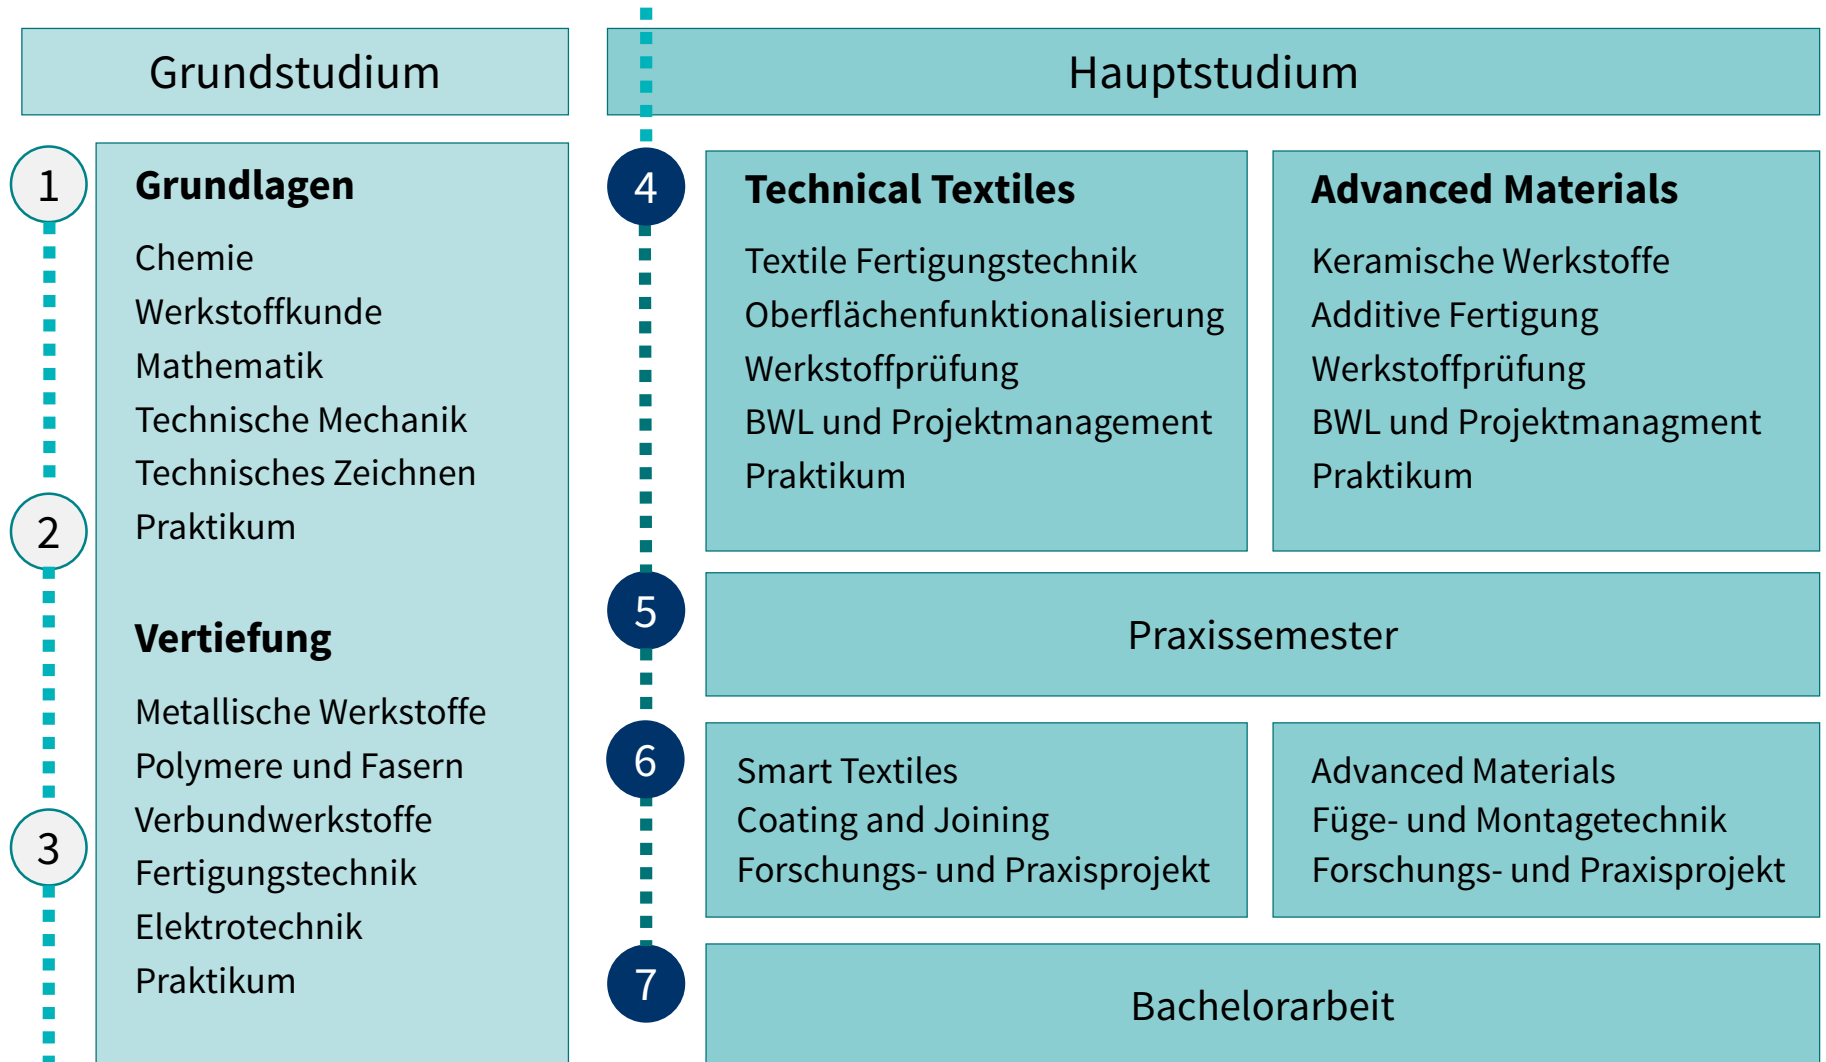 Grundstudium
1
Grundlagen
Chemie
Werkstoffkunde
Mathematik
Technische Mechanik
Technisches Zeichnen
2
Praktikum
Vertiefung
Metallische Werkstoffe
Polymere und Fasern
Verbundwerkstoffe
3
Fertigungstechnik
Elektrotechnik
Praktikum
Hauptstudium
4
Technical Textiles
Textile Fertigungstechnik
Oberflächenfunktionalisierung
Werkstoffprüfung
BWL und Projektmanagement
Praktikum
Advanced Materials
Keramische Werkstoffe
Additive Fertigung
Werkstoffprüfung
BWL und Projektmanagment
Praktikum
5
Praxissemester
6
Smart Textiles
Coating and Joining
Forschungs- und Praxisprojekt
Advanced Materials
Füge- und Montagetechnik
Forschungs- und Praxisprojekt
7
Bachelorarbeit